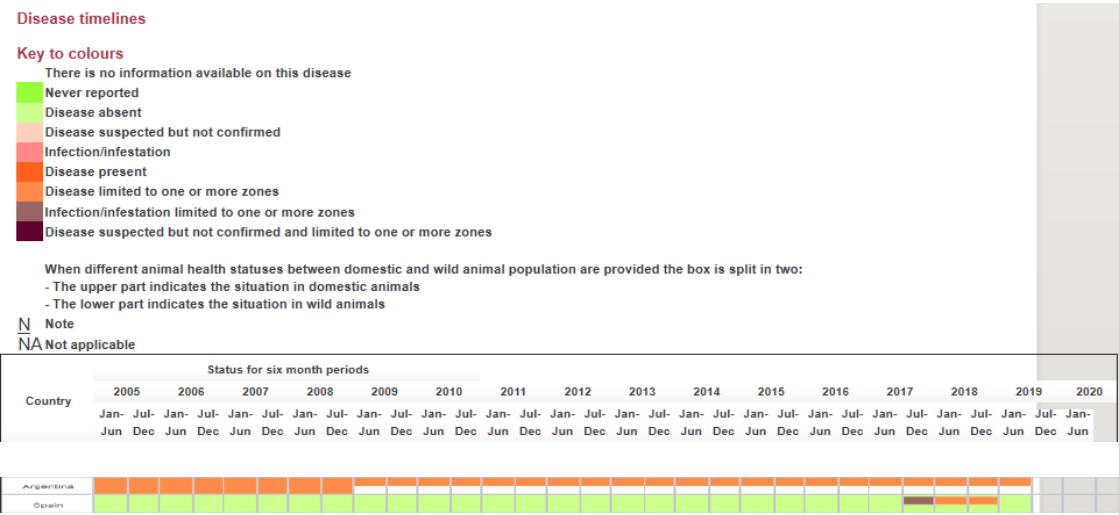 Disease timelines
Key to colours
There is no information available on this disease
Never reported
Disease absent
Disease suspected but not confirmed
Infection/infestation
Disease present
Disease limited to one or more zones
Infection/infestation limited to one or more zones
Disease suspected but not confirmed and limited to one or more zones
When different animal health statuses between domestic and wild animal population are provided the box is split in two:
- The upper part indicates the situation in domestic animals
- The lower part indicates the situation in wild animals
N Note
NA Not applicable
Status for six month periods
Country 2005 2006 2007 2008 2009 2010 2011 2012 2013 2014 2015 2016 2017 2018 2019 2020
Jan- Jul- Jan- Jul- Jan- Jul- Jan- Jul- Jan- Jul- Jan- Jul- Jan- Jul- Jan- Jul- Jan- Jul- Jan- Jul- Jan- Jul- Jan- Jul- Jan- Jul- Jan- Jul- Jan- Jul- Jan-
Jun Dec Jun Dec Jun Dec Jun Dec Jun Dec Jun Dec Jun Dec Jun Dec Jun Dec Jun Dec Jun Dec Jun Dec Jun Dec Jun Dec Jun Dec Jun
Argentina
Spain